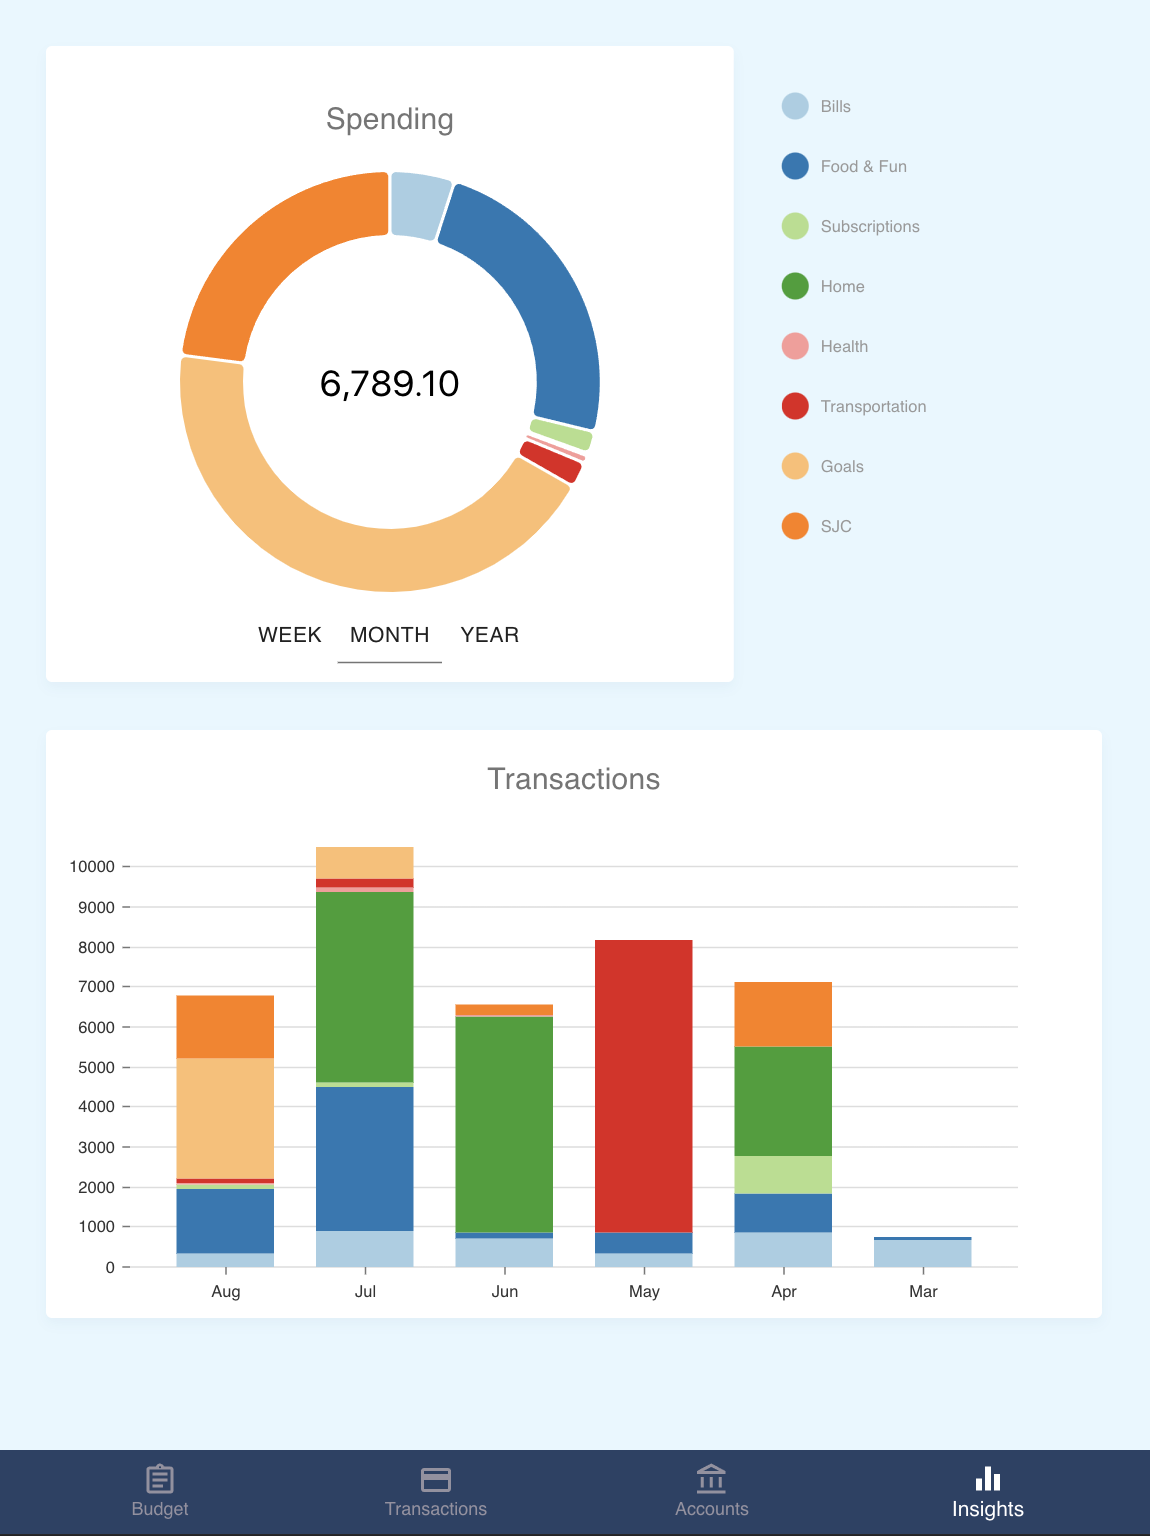 Spending
6,789.10
WEEK MONTH YEAR
Bills
Food & Fun
Subscriptions
Home
Health
Transportation
Goals
SJC
Transactions
10000
9000
8000
7000
6000
5000
4000
3000
2000
1000
0
Aug Jul Jun May Apr Mar
Budget Transactions Accounts Insights